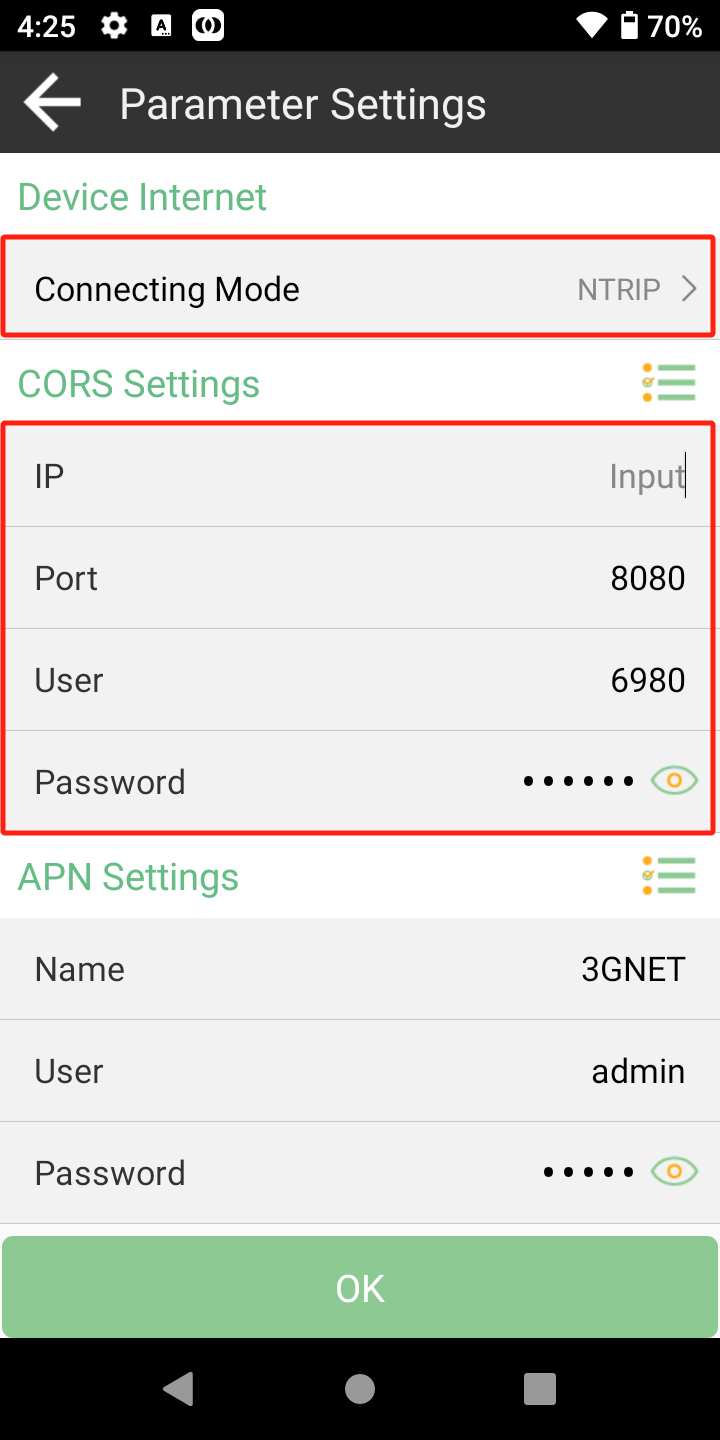 4:25 A... 70%
Parameter Settings
Device Internet
Connecting Mode NTRIP
CORS Settings
IP Input
Port 8080
User 6980
Password ••••••
APN Settings
Name 3GNET
User admin
Password •••••
OK